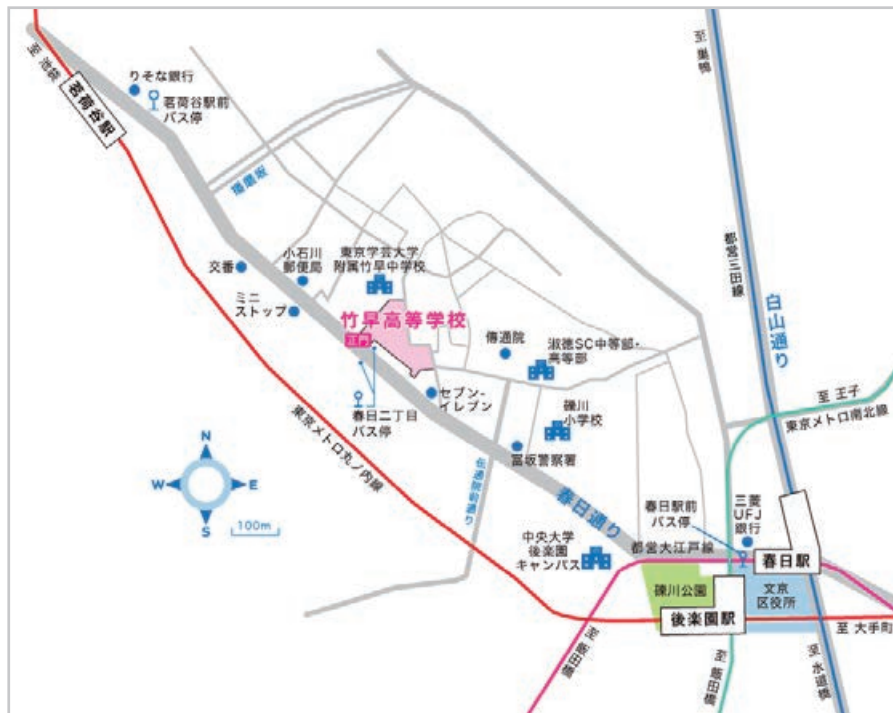 至 池袋
茗荷谷駅
りそな銀行
茗荷谷駅前
バス停
播磨坂
至 巣鴨
都営三田線
白山通り
交番
小石川
郵便局
東京学芸大学
附属竹早中学校
ミニ
ストップ
竹早高等学校
正門
傳通院
淑徳SC中等部・
高等部
春日二丁目
バス停
セブン-
イレブン
礫川
小学校
富坂警察署
至 王子
東京メトロ南北線
東京メトロ丸ノ内線
伝通院前通り
春日通り
N
W
E
S
100m
春日駅前
バス停
三菱
UFJ
銀行
中央大学
後楽園
キャンパス
都営大江戸線
春日駅
礫川公園
文京
区役所
後楽園駅
至 大手町
至 飯田橋
至 飯田橋
至 水道橋